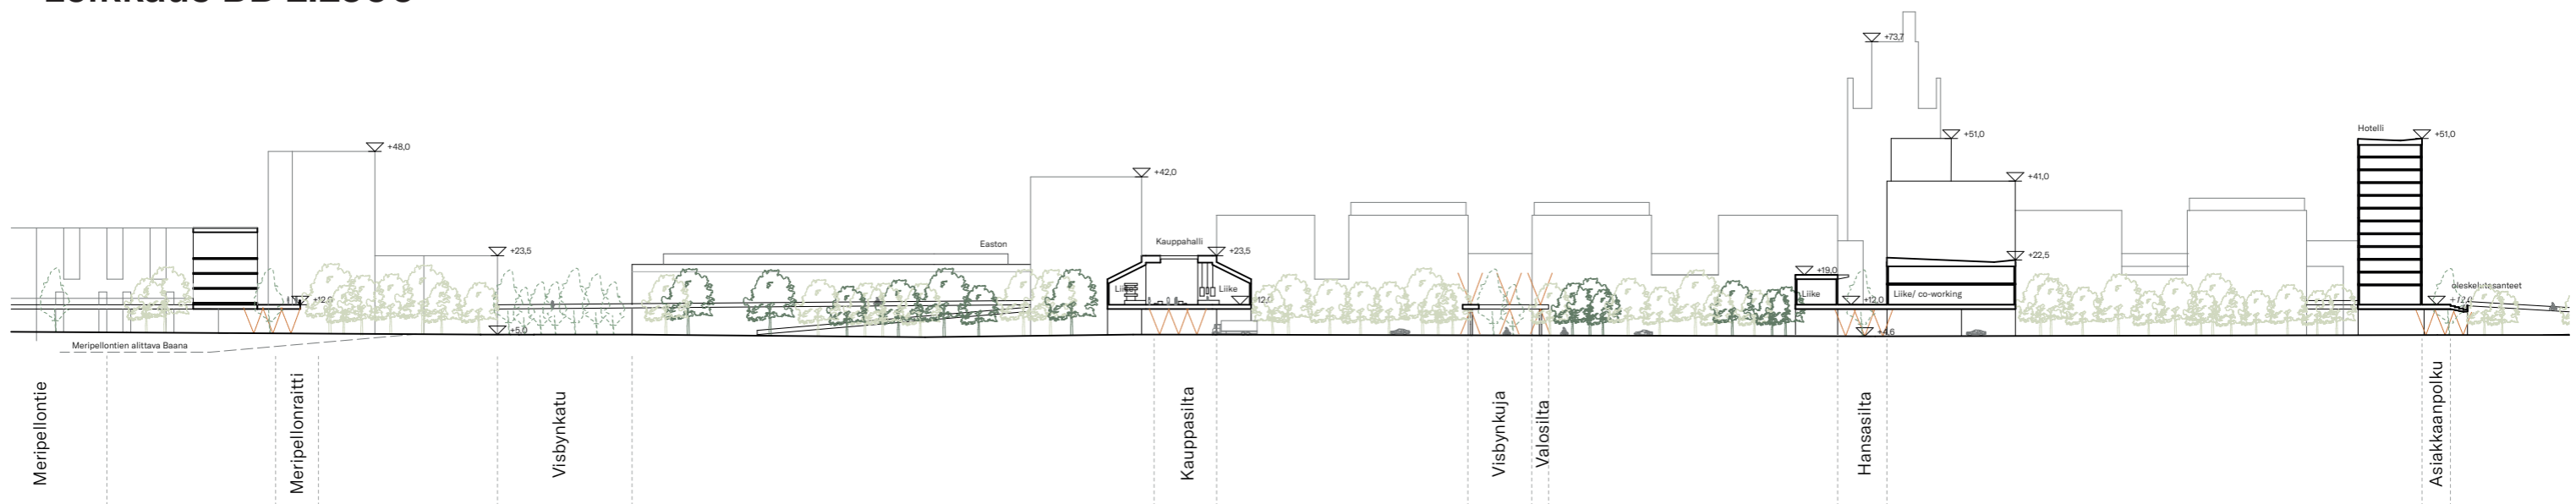 +73,7
+51,0
Hotelli
+51,0
+48,0
+42,0
+41,0
Easton
Kauppahalli
+23,5
+23,5
+22,5
+19,0
Liike
Liike
Liike
Liike/ co-working
+12,0
+12,0
+5,0
+4,6
Meripellontien alittava Baana
Meripellontie
Meripellonraitti
Visbynkatu
Kauppasilta
Visbynkuja
Valosilta
Hansasilta
Asiakkaanpolku